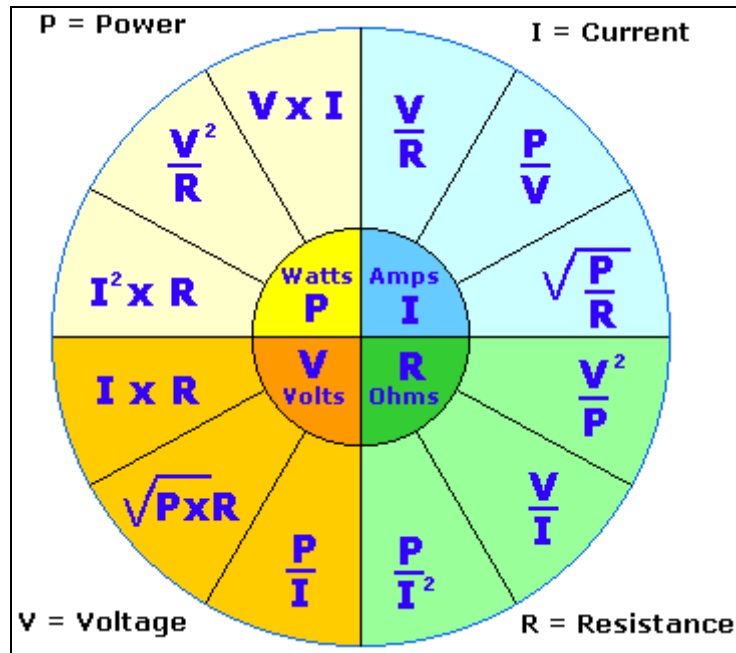 P = Power
I = Current
V x I
V/R
V²/R
P/V
I² x R
√(P/R)
Watts
P
Amps
I
V
Volts
R
Ohms
I x R
V²/P
√PxR
V/I
P/I
P/I²
V = Voltage
R = Resistance